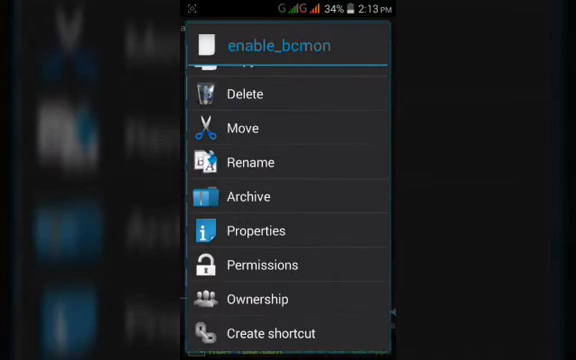 G G 34% 2:13 PM
enable_bcmon
Delete
Move
Rename
Archive
Properties
Permissions
Ownership
Create shortcut